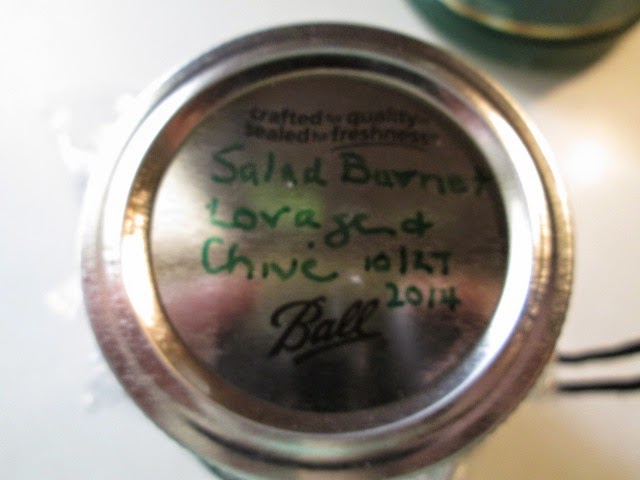 crafted for quality
sealed for freshness
Salad Burnet
Lovage &
Chive 10/27
2014
Ball